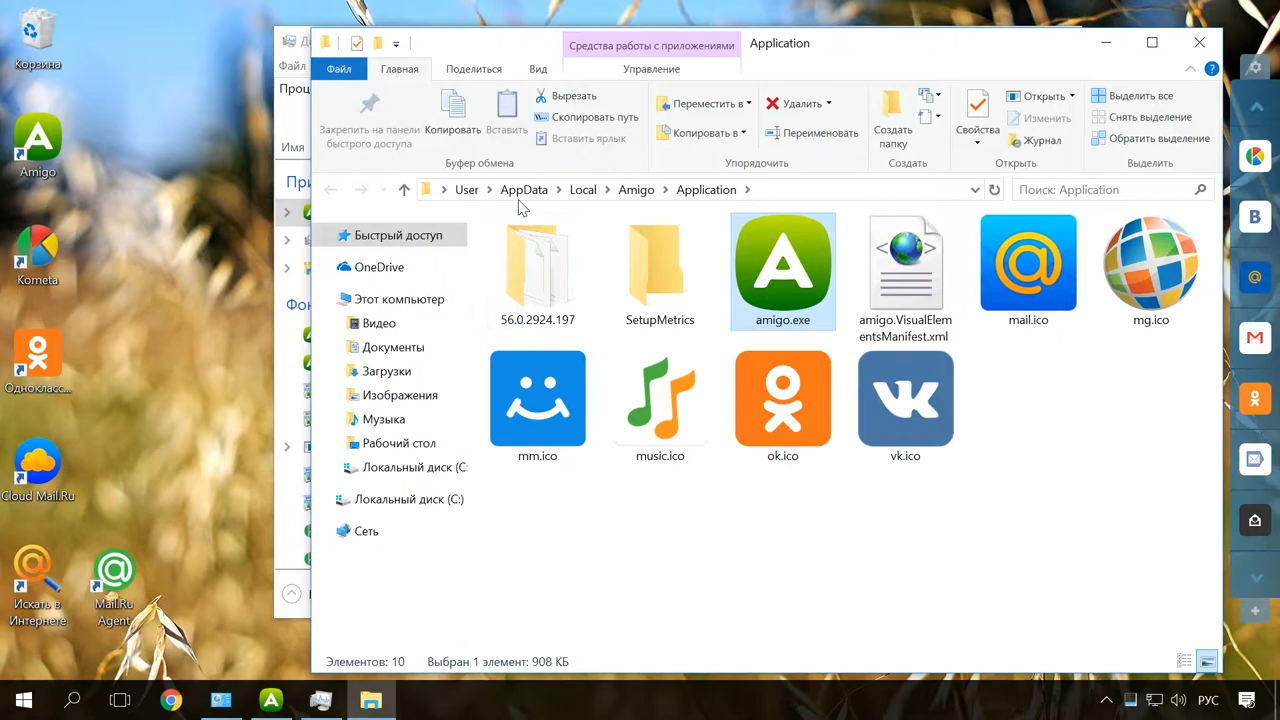 Корзина
Amigo
Kometa
Однокласс...
Cloud Mail.Ru
Искать в
Интернете
Mail.Ru
Agent
Файл
Имя
Средства работы с приложениями
Application
Файл
Главная
Поделиться
Вид
Управление
Закрепить на панели
быстрого доступа
Копировать
Вставить
Вырезать
Скопировать путь
Вставить ярлык
Буфер обмена
Переместить в
Копировать в
Удалить
Переименовать
Упорядочить
Создать
папку
Создать
Свойства
Открыть
Изменить
Журнал
Открыть
Выделить все
Снять выделение
Обратить выделение
Выделить
User
AppData
Local
Amigo
Application
Поиск: Application
Быстрый доступ
OneDrive
Этот компьютер
Видео
Документы
Загрузки
Изображения
Музыка
Рабочий стол
Локальный диск (C:
Локальный диск (C:)
Сеть
56.0.2924.197
SetupMetrics
amigo.exe
amigo.VisualElem
entsManifest.xml
mail.ico
mg.ico
mm.ico
music.ico
ok.ico
vk.ico
Элементов: 10
Выбран 1 элемент: 908 КБ
РУС